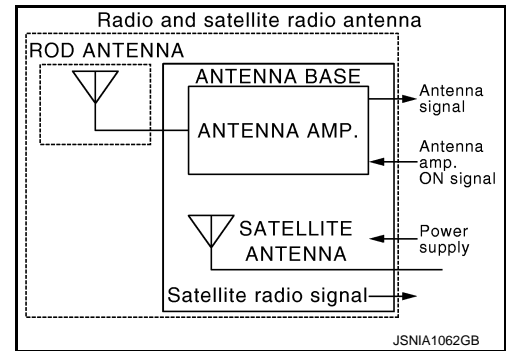 Radio and satellite radio antenna
ROD ANTENNA
ANTENNA BASE
ANTENNA AMP.
Antenna
signal
Antenna
amp.
ON signal
SATELLITE
ANTENNA
Power
supply
Satellite radio signal
JSNIA1062GB